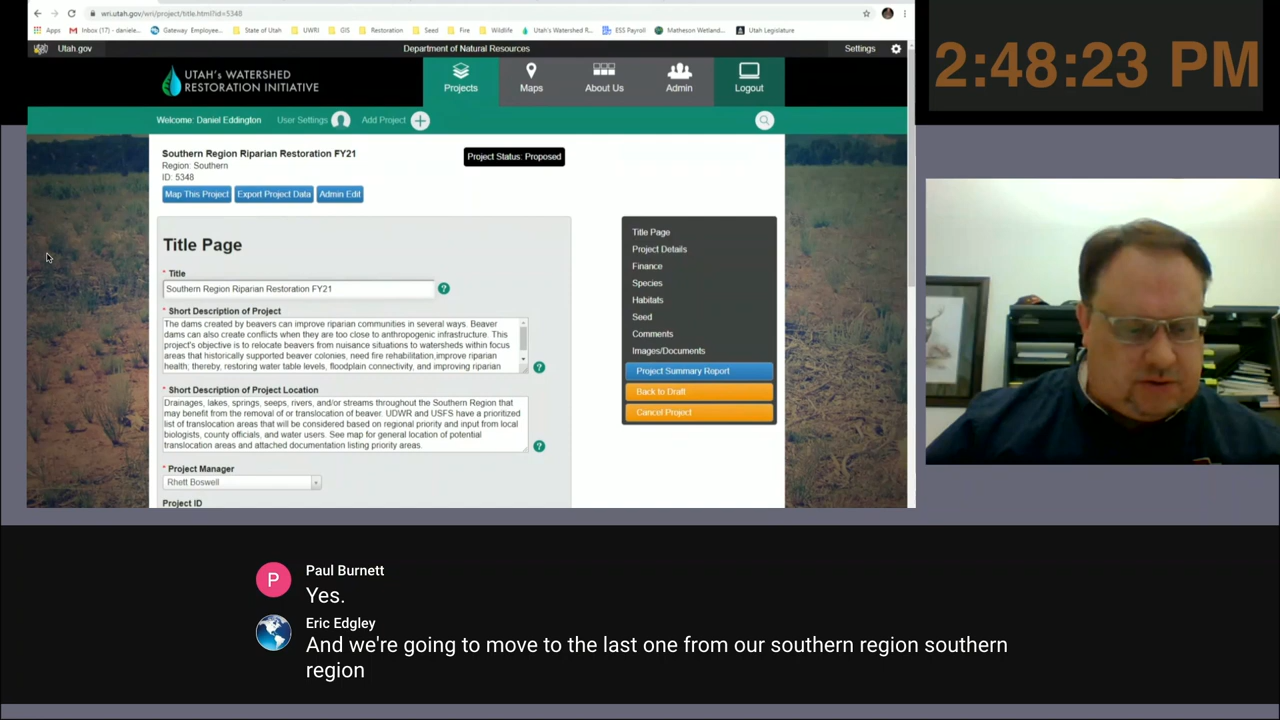 wri.utah.gov/wri/project/title.html?id=5348
Apps Inbox (17) - daniele... Gateway Employee... State of Utah UWRI GIS Restoration Seed Fire Wildlife Utah's Watershed R... ESS Payroll Matheson Wetland... Utah Legislature
Utah.gov Department of Natural Resources Settings
2:48:23 PM
UTAH'S WATERSHED
RESTORATION INITIATIVE
Projects Maps About Us Admin Logout
Welcome: Daniel Eddington User Settings Add Project
Southern Region Riparian Restoration FY21
Region: Southern
ID: 5348
Project Status: Proposed
Map This Project Export Project Data Admin Edit
Title Page
* Title
Southern Region Riparian Restoration FY21
* Short Description of Project
The dams created by beavers can improve riparian communities in several ways. Beaver
dams can also create conflicts when they are too close to anthropogenic infrastructure. This
project's objective is to relocate beavers from nuisance situations to watersheds within focus
areas that historically supported beaver colonies, need fire rehabilitation,improve riparian
health; thereby, restoring water table levels, floodplain connectivity, and improving riparian
* Short Description of Project Location
Drainages, lakes, springs, seeps, rivers, and/or streams throughout the Southern Region that
may benefit from the removal of or translocation of beaver. UDWR and USFS have a prioritized
list of translocation areas that will be considered based on regional priority and input from local
biologists, county officials, and water users. See map for general location of potential
translocation areas and attached documentation listing priority areas.
* Project Manager
Rhett Boswell
Project ID
Title Page
Project Details
Finance
Species
Habitats
Seed
Comments
Images/Documents
Project Summary Report
Back to Draft
Cancel Project
P
Paul Burnett
Yes.
Eric Edgley
And we're going to move to the last one from our southern region southern
region